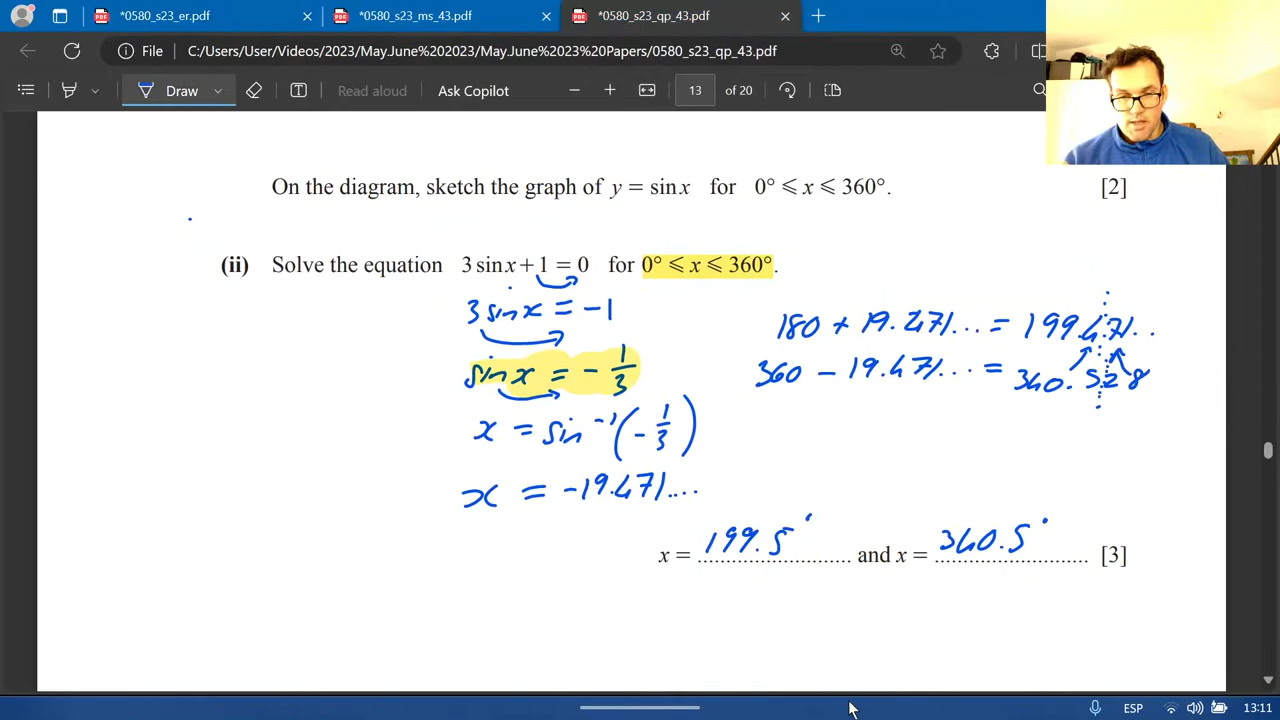 *0580_s23_er.pdf
*0580_s23_ms_43.pdf
*0580_s23_qp_43.pdf
File C:/Users/User/Videos/2023/May.June%202023/May.June%2023%20Papers/0580_s23_qp_43.pdf
Draw
Read aloud
Ask Copilot
13 of 20
On the diagram, sketch the graph of y = sin x for 0° ⩽ x ⩽ 360°. [2]
(ii) Solve the equation 3 sin x + 1 = 0 for 0° ⩽ x ⩽ 360°.
3 sin x = -1
sin x = - 1/3
x = sin⁻¹(- 1/3)
x = -19.471....
180 + 19.471... = 199.471...
360 - 19.471... = 340.528
x = 199.5° and x = 340.5° [3]
ESP 13:11